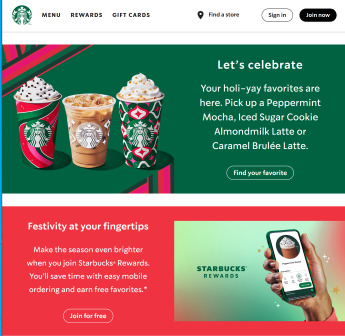 MENU REWARDS GIFT CARDS Find a store Sign in Join now
Let's celebrate
Your holi-yay favorites are
here. Pick up a Peppermint
Mocha, Iced Sugar Cookie
Almondmilk Latte or
Caramel Brulée Latte.
Find your favorite
Festivity at your fingertips
Make the season even brighter
when you join Starbucks® Rewards.
You'll save time with easy mobile
ordering and earn free favorites.*
Join for free
STARBUCKS®
REWARDS